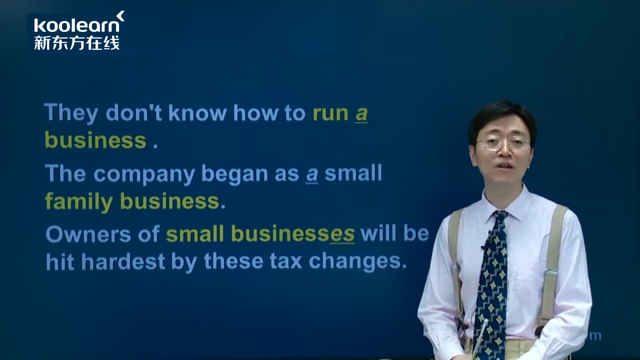 koolearn
新东方在线
They don't know how to run a
business .
The company began as a small
family business.
Owners of small businesses will be
hit hardest by these tax changes.